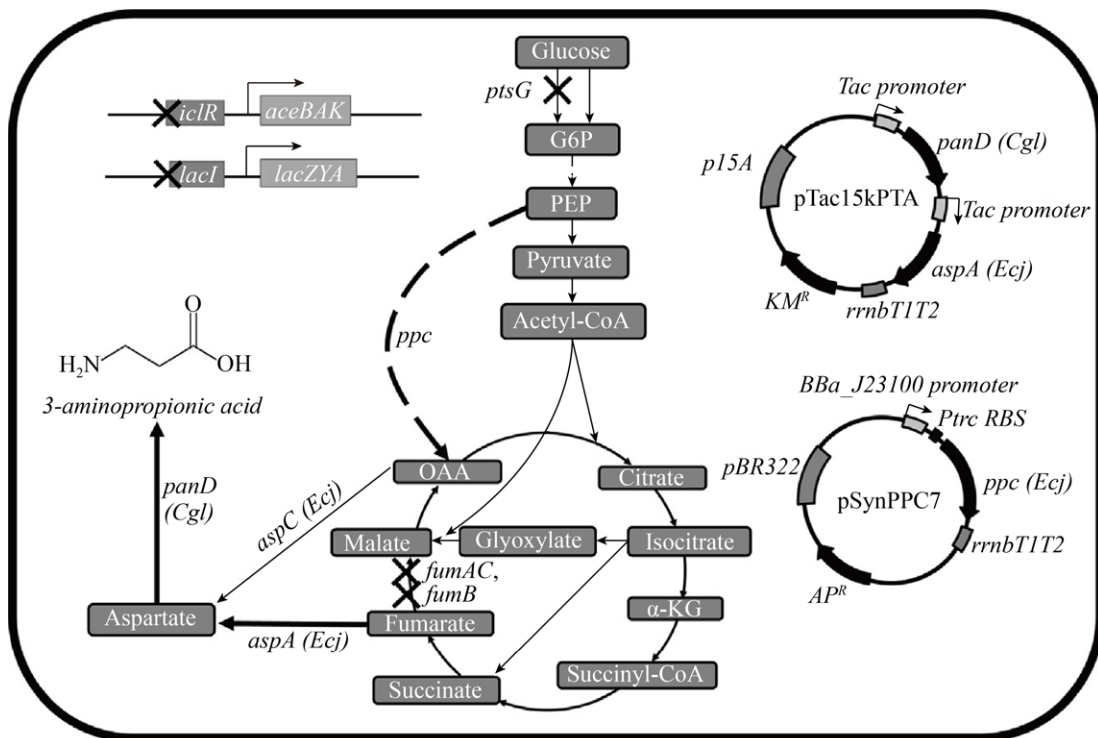 Glucose
ptsG
G6P
PEP
Pyruvate
Acetyl-CoA
iclR
aceBAK
lacI
lacZYA
ppc
H₂N
O
OH
3-aminopropionic acid
panD
(Cgl)
aspC (Ecj)
OAA
Citrate
Malate
Glyoxylate
Isocitrate
fumAC,
fumB
α-KG
Aspartate
aspA (Ecj)
Fumarate
Succinyl-CoA
Succinate
Tac promoter
panD (Cgl)
p15A
pTac15kPTA
Tac promoter
aspA (Ecj)
KMᴿ
rrnbT1T2
BBa_J23100 promoter
Ptrc RBS
pBR322
ppc (Ecj)
pSynPPC7
rrnbT1T2
APᴿ